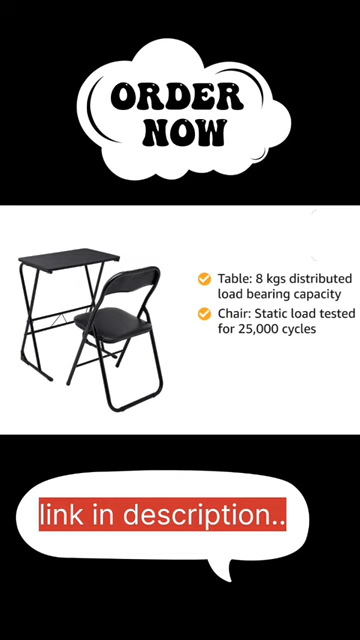 ORDER
NOW
Table: 8 kgs distributed
load bearing capacity
Chair: Static load tested
for 25,000 cycles
link in description..